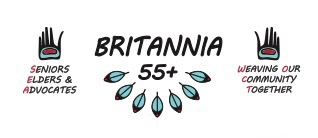 BRITANNIA
55+
SENIORS
ELDERS &
ADVOCATES
WEAVING OUR
COMMUNITY
TOGETHER